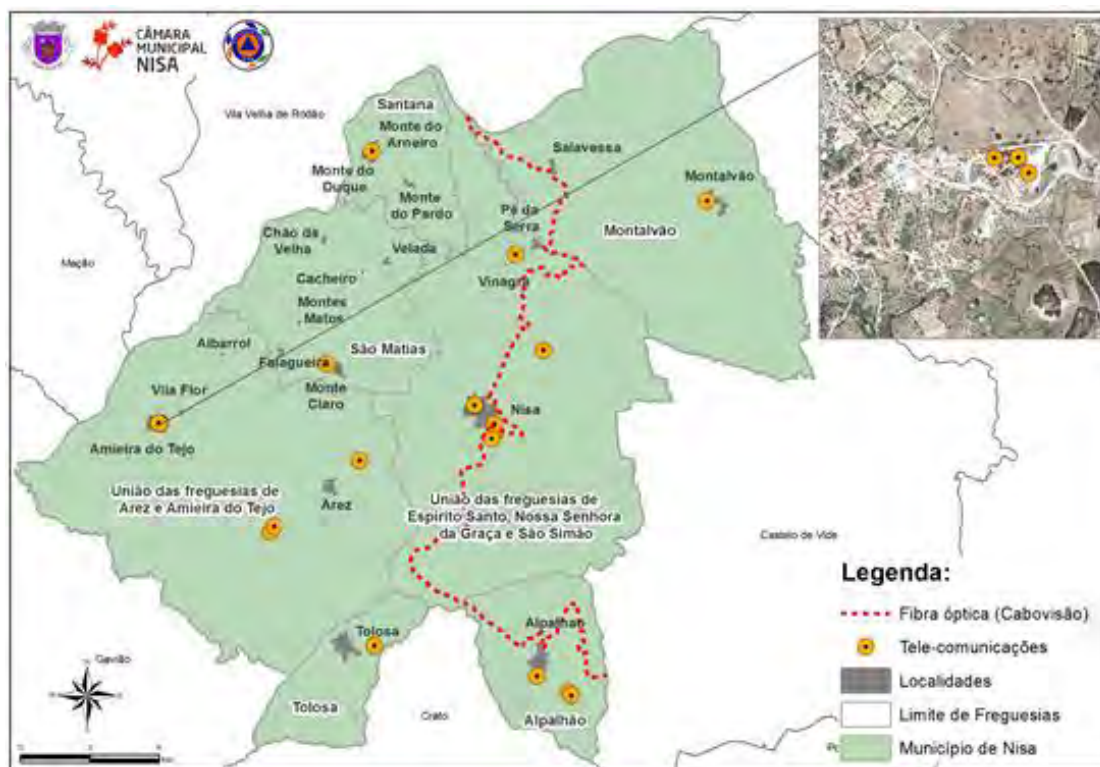 CÂMARA
MUNICIPAL
NISA
Vila Velha de Ródão
Santana
Monte do
Arneiro
Salavessa
Monte do
Duque
Monte
do Pardo
Montalvão
Pé da
Serra
Montalvão
Chão da
Velha
Velada
Mação
Cacheiro
Vinagra
Montes
Matos
Albarrol
São Matias
Falagueira
Vila Flor
Monte
Claro
Nisa
Amieira do Tejo
União das freguesias de
Arez e Amieira do Tejo
Arez
União das freguesias de
Espírito Santo, Nossa Senhora
da Graça e São Simão
Castelo de Vide
Tolosa
Alpalhão
Gavião
Tolosa
Crato
Alpalhão
Legenda:
Fibra óptica (Cabovisão)
Tele-comunicações
Localidades
Limite de Freguesias
Município de Nisa